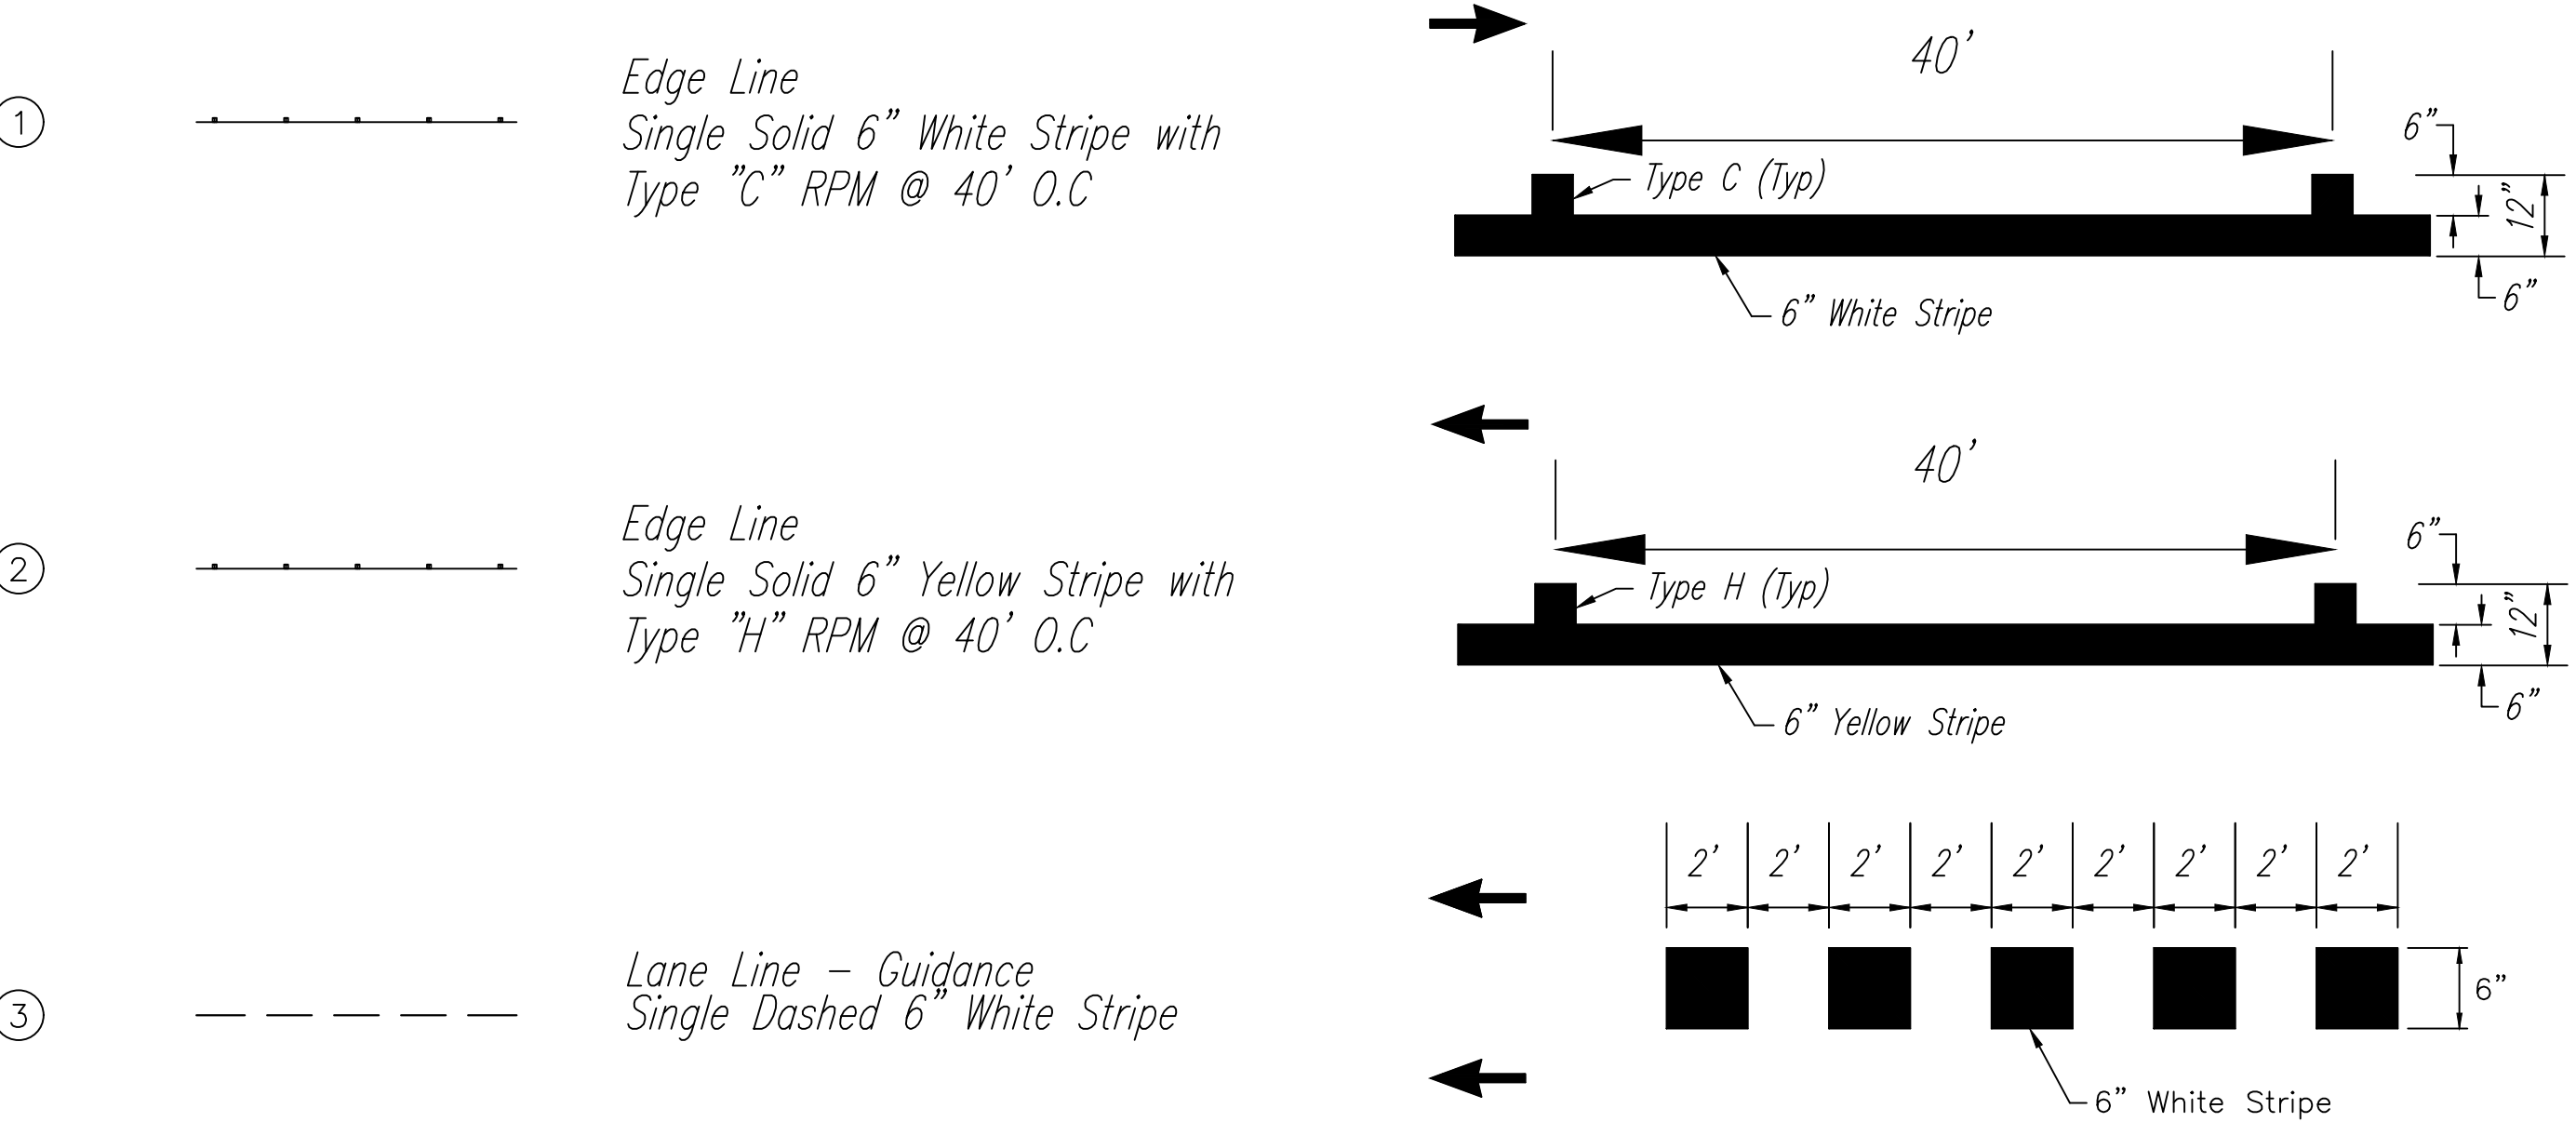 1
Edge Line
Single Solid 6” White Stripe with
Type ”C” RPM @ 40’ O.C
40’
Type C (Typ)
6”
12”
6”
6” White Stripe
2
Edge Line
Single Solid 6” Yellow Stripe with
Type ”H” RPM @ 40’ O.C
40’
Type H (Typ)
6”
12”
6”
6” Yellow Stripe
3
Lane Line – Guidance
Single Dashed 6” White Stripe
2’ 2’ 2’ 2’ 2’ 2’ 2’ 2’ 2’
6”
6” White Stripe